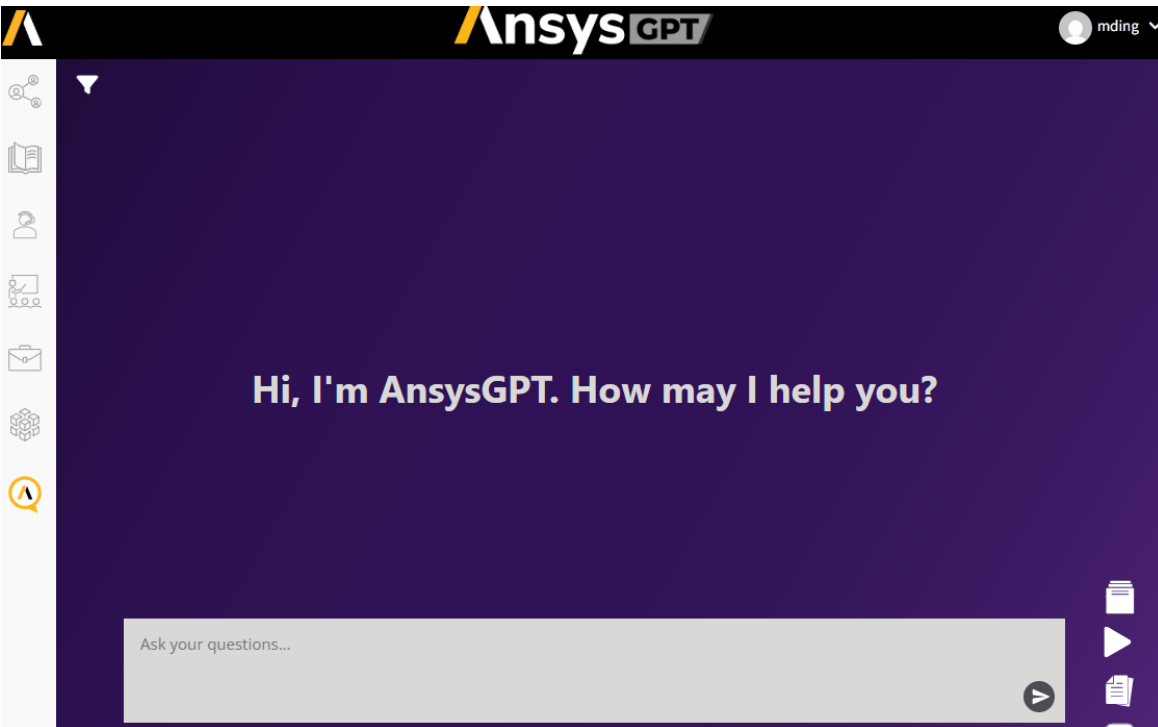 Ansys GPT
mding
Hi, I'm AnsysGPT. How may I help you?
Ask your questions...